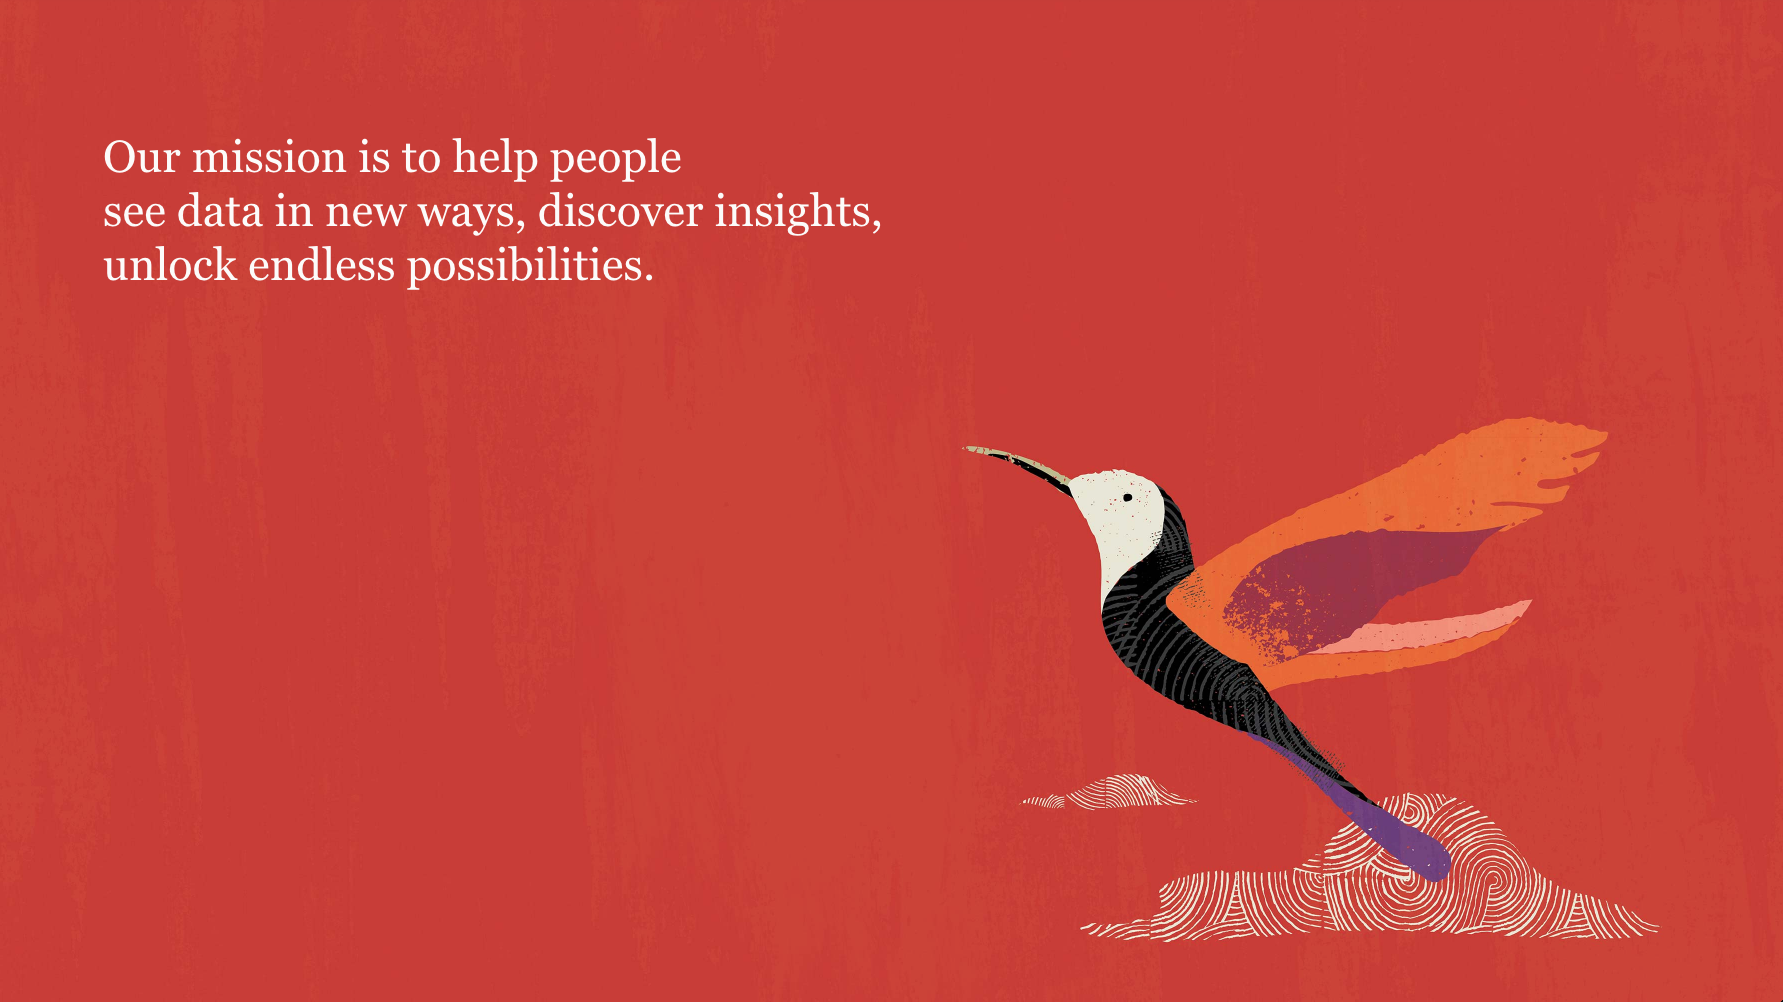 Our mission is to help people
see data in new ways, discover insights,
unlock endless possibilities.